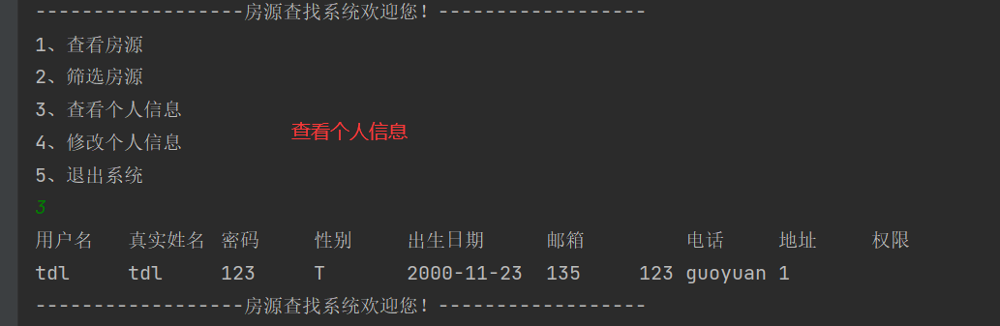 ------------------房源查找系统欢迎您!------------------
1、查看房源
2、筛选房源
3、查看个人信息
查看个人信息
4、修改个人信息
5、退出系统
3
用户名 真实姓名 密码 性别 出生日期 邮箱 电话 地址 权限
tdl tdl 123 T 2000-11-23 135 123 guoyuan 1
------------------房源查找系统欢迎您!------------------